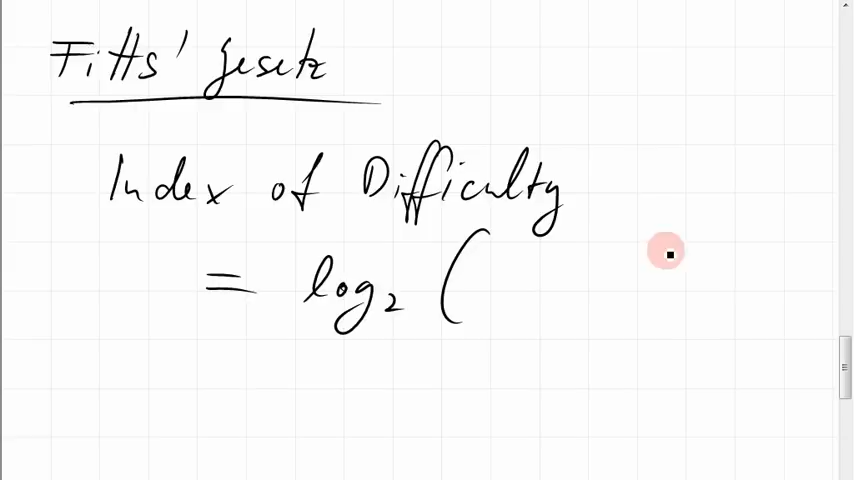 Fitts' Gesetz
Index of Difficulty
= log₂ (